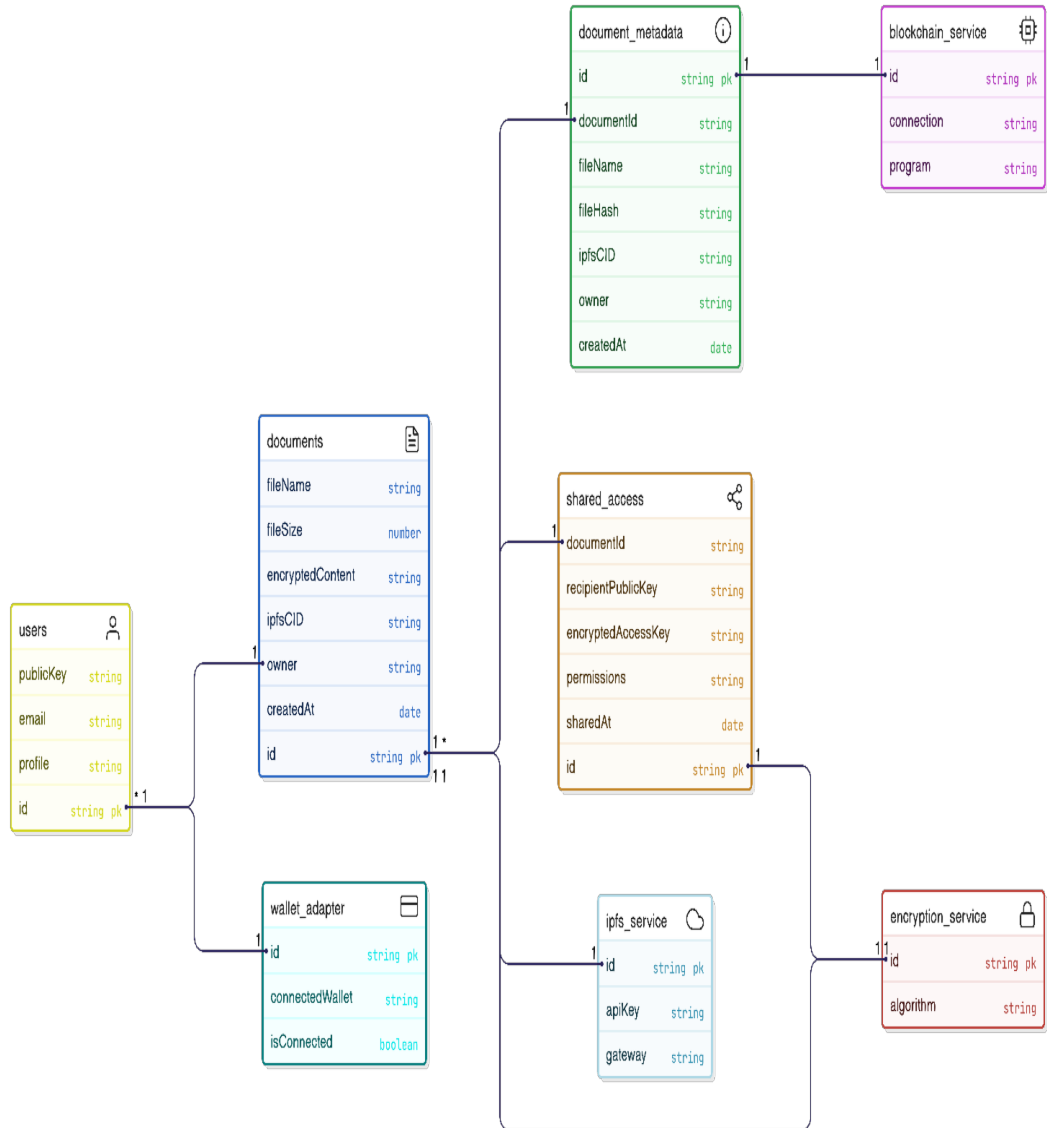 document_metadata
id string pk
documentId string
fileName string
fileHash string
ipfsCID string
owner string
createdAt date
blockchain_service
id string pk
connection string
program string
1
1
1
documents
fileName string
fileSize number
encryptedContent string
ipfsCID string
owner string
createdAt date
id string pk
1
1 *
1 1
shared_access
documentId string
recipientPublicKey string
encryptedAccessKey string
permissions string
sharedAt date
id string pk
1
1
users
publicKey string
email string
profile string
id string pk
* 1
wallet_adapter
id string pk
connectedWallet string
isConnected boolean
1
ipfs_service
id string pk
apiKey string
gateway string
1
encryption_service
id string pk
algorithm string
1 1